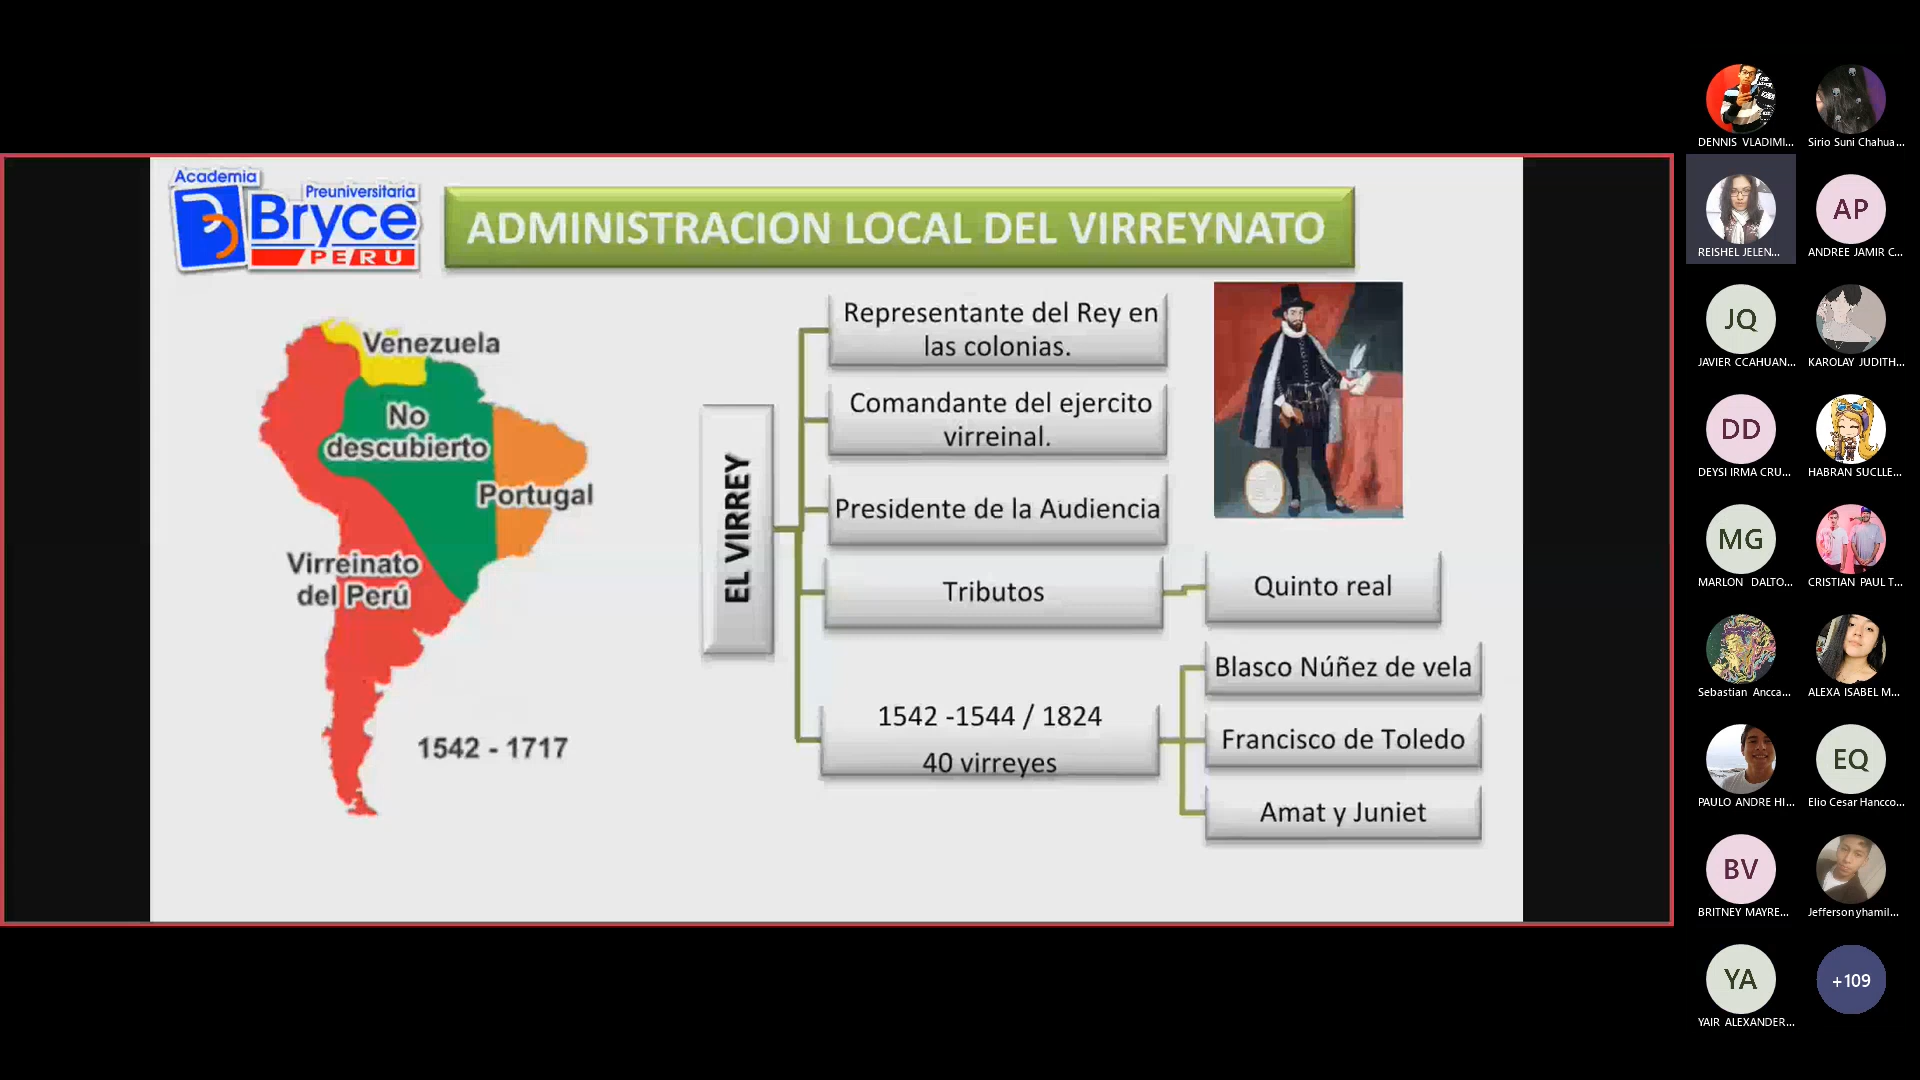 Academia
Preuniversitaria
Bryce
PERU
ADMINISTRACION LOCAL DEL VIRREYNATO
Venezuela
No
descubierto
Portugal
Virreinato
del Perú
1542 - 1717
EL VIRREY
Representante del Rey en
las colonias.
Comandante del ejercito
virreinal.
Presidente de la Audiencia
Tributos
Quinto real
1542 -1544 / 1824
40 virreyes
Blasco Núñez de vela
Francisco de Toledo
Amat y Juniet
DENNIS VLADIMI...
Sirio Suni Chahua...
REISHEL JELEN...
AP
ANDREE JAMIR C...
JQ
JAVIER CCAHUAN...
KAROLAY JUDITH...
DD
DEYSI IRMA CRU...
HABRAN SUCLLE...
MG
MARLON DALTO...
CRISTIAN PAUL T...
Sebastian Ancca...
ALEXA ISABEL M...
PAULO ANDRE HI...
EQ
Elio Cesar Hancco...
BV
BRITNEY MAYRE...
Jefferson yhamil...
YA
YAIR ALEXANDER...
+109